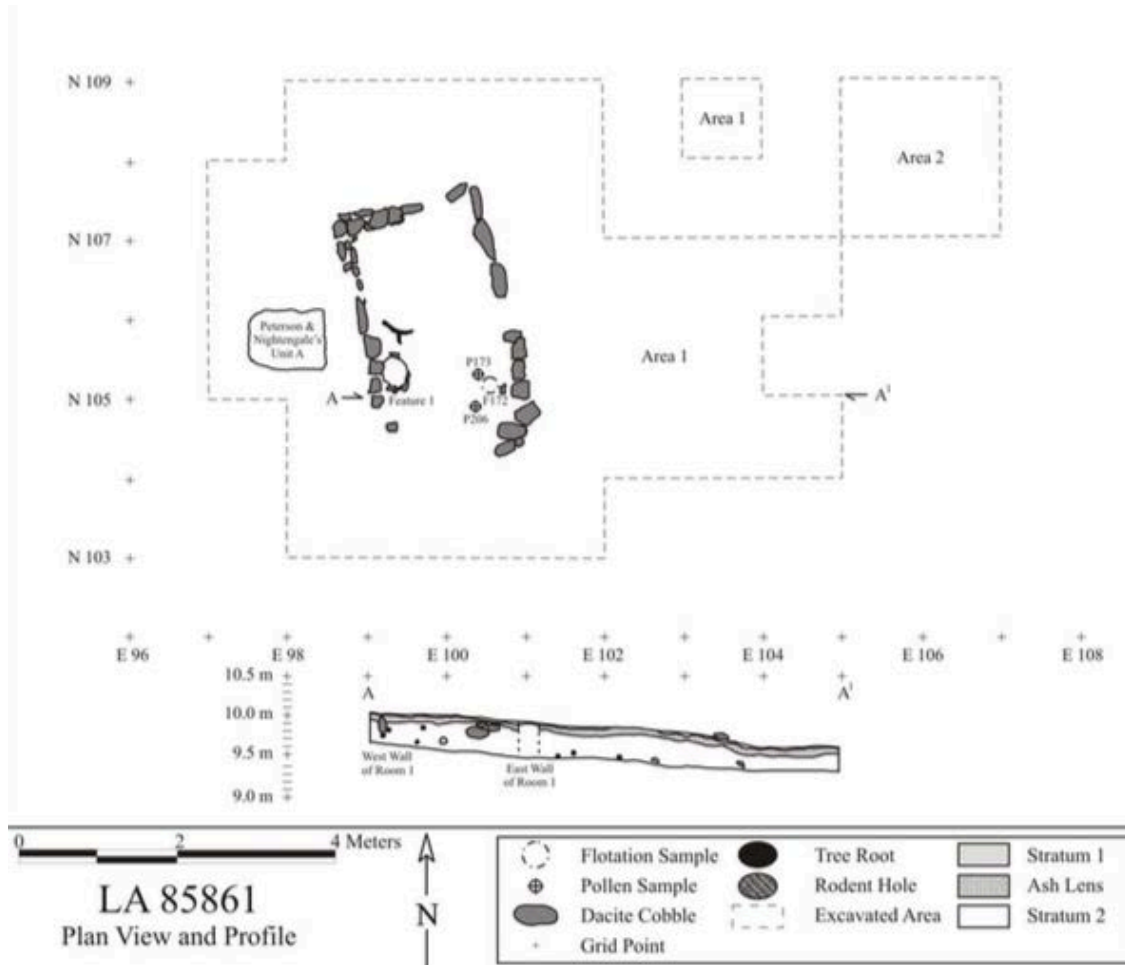 N 109
Area 1
Area 2
N 107
Peterson &
Nightengale's
Unit A
Area 1
P173
A
Feature 1
F172
A¹
N 105
P206
N 103
E 96
E 98
E 100
E 102
E 104
E 106
E 108
10.5 m
A
A¹
10.0 m
9.5 m
West Wall
of Room 1
East Wall
of Room 1
9.0 m
0
2
4 Meters
LA 85861
Plan View and Profile
N
Flotation Sample
Tree Root
Stratum 1
Pollen Sample
Rodent Hole
Ash Lens
Dacite Cobble
Excavated Area
Stratum 2
Grid Point